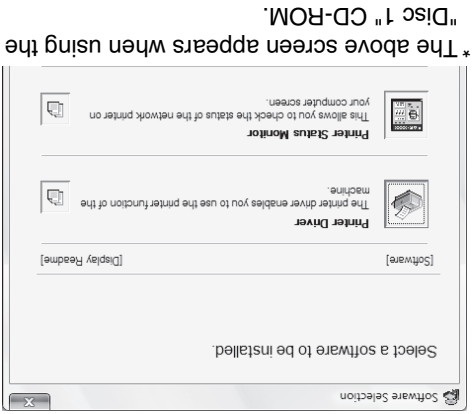 Software Selection
Select a software to be installed.
[Software] [Display Readme]
Printer Driver
The printer driver enables you to use the printer function of the
machine.
Printer Status Monitor
This allows you to check the status of the network printer on
your computer screen.
* The above screen appears when using the
"Disc 1" CD-ROM.